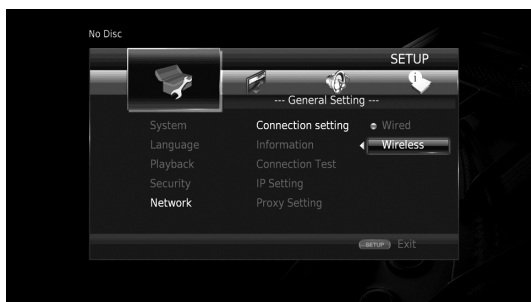 No Disc
SETUP
--- General Setting ---
System
Language
Playback
Security
Network
Connection setting
Information
Connection Test
IP Setting
Proxy Setting
Wired
Wireless
SETUP Exit